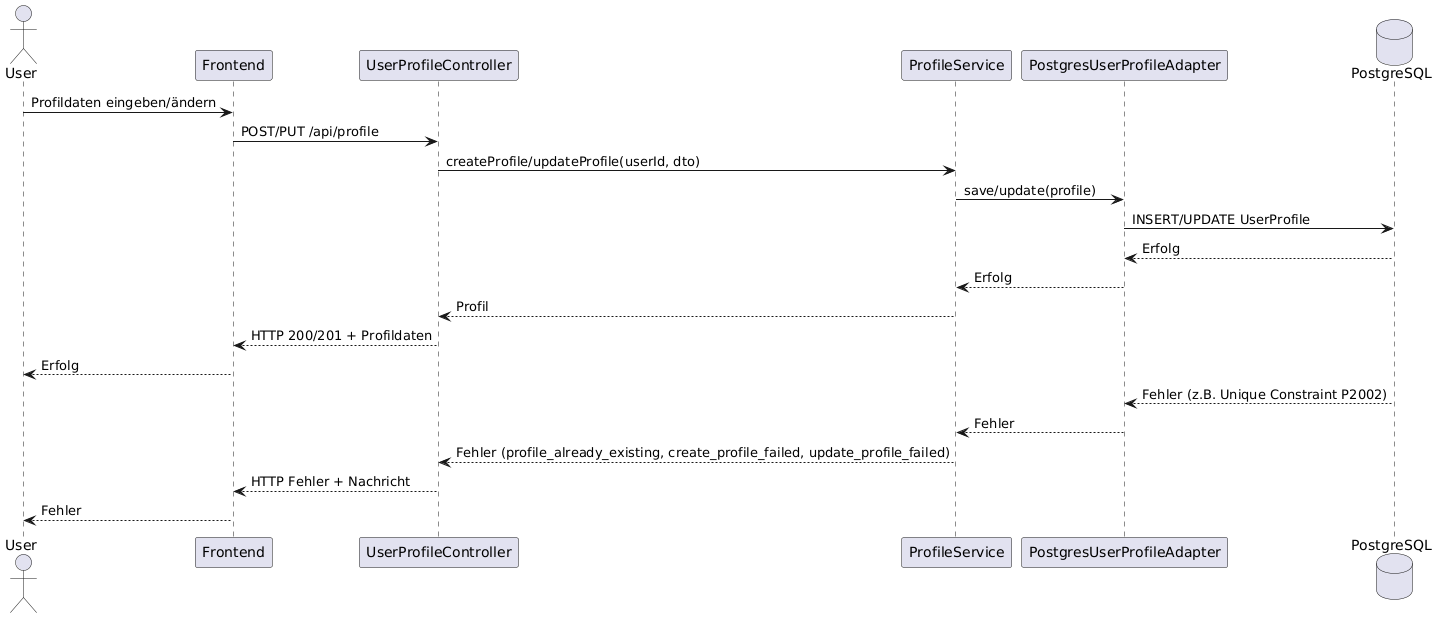 User
Frontend
UserProfileController
ProfileService
PostgresUserProfileAdapter
PostgreSQL
Profildaten eingeben/ändern
POST/PUT /api/profile
createProfile/updateProfile(userId, dto)
save/update(profile)
INSERT/UPDATE UserProfile
Erfolg
Erfolg
Profil
HTTP 200/201 + Profildaten
Erfolg
Fehler (z.B. Unique Constraint P2002)
Fehler
Fehler (profile_already_existing, create_profile_failed, update_profile_failed)
HTTP Fehler + Nachricht
Fehler
User
Frontend
UserProfileController
ProfileService
PostgresUserProfileAdapter
PostgreSQL